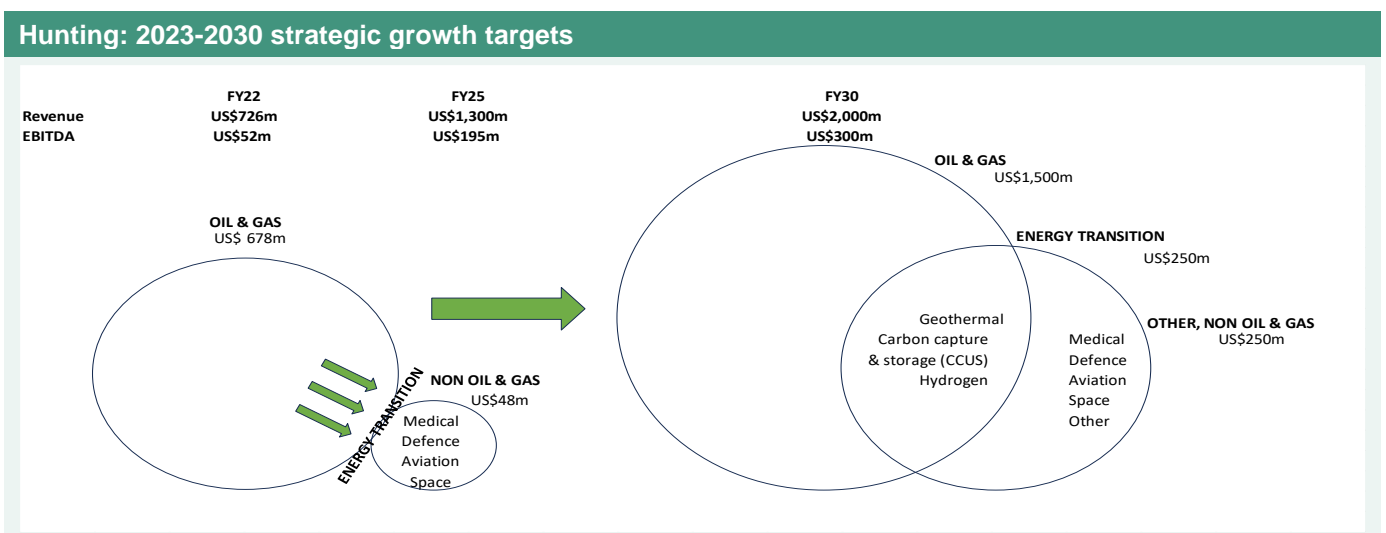 Hunting: 2023-2030 strategic growth targets
FY22 FY25 FY30
Revenue US$726m US$1,300m US$2,000m
EBITDA US$52m US$195m US$300m
OIL & GAS
US$ 678m
ENERGY TRANSITION
NON OIL & GAS
US$48m
Medical
Defence
Aviation
Space
OIL & GAS
US$1,500m
ENERGY TRANSITION
US$250m
Geothermal
Carbon capture
& storage (CCUS)
Hydrogen
OTHER, NON OIL & GAS
US$250m
Medical
Defence
Aviation
Space
Other